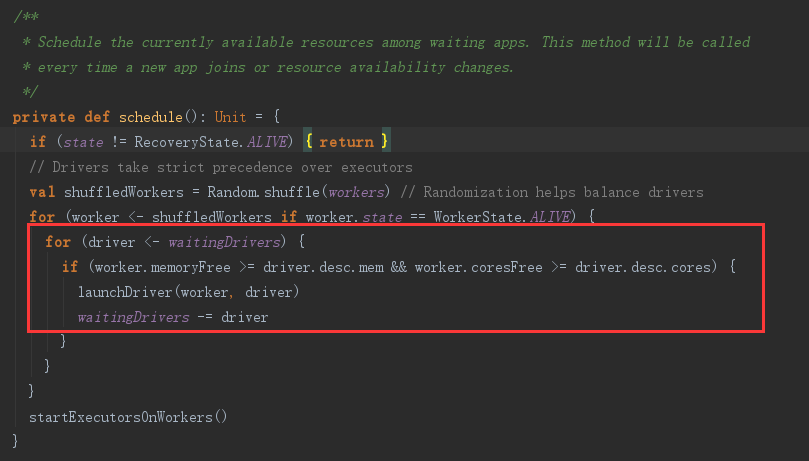 /**
 * Schedule the currently available resources among waiting apps. This method will be called
 * every time a new app joins or resource availability changes.
 */
private def schedule(): Unit = {
  if (state != RecoveryState.ALIVE) { return }
  // Drivers take strict precedence over executors
  val shuffledWorkers = Random.shuffle(workers) // Randomization helps balance drivers
  for (worker <- shuffledWorkers if worker.state == WorkerState.ALIVE) {
    for (driver <- waitingDrivers) {
      if (worker.memoryFree >= driver.desc.mem && worker.coresFree >= driver.desc.cores) {
        launchDriver(worker, driver)
        waitingDrivers -= driver
      }
    }
  }
  startExecutorsOnWorkers()
}